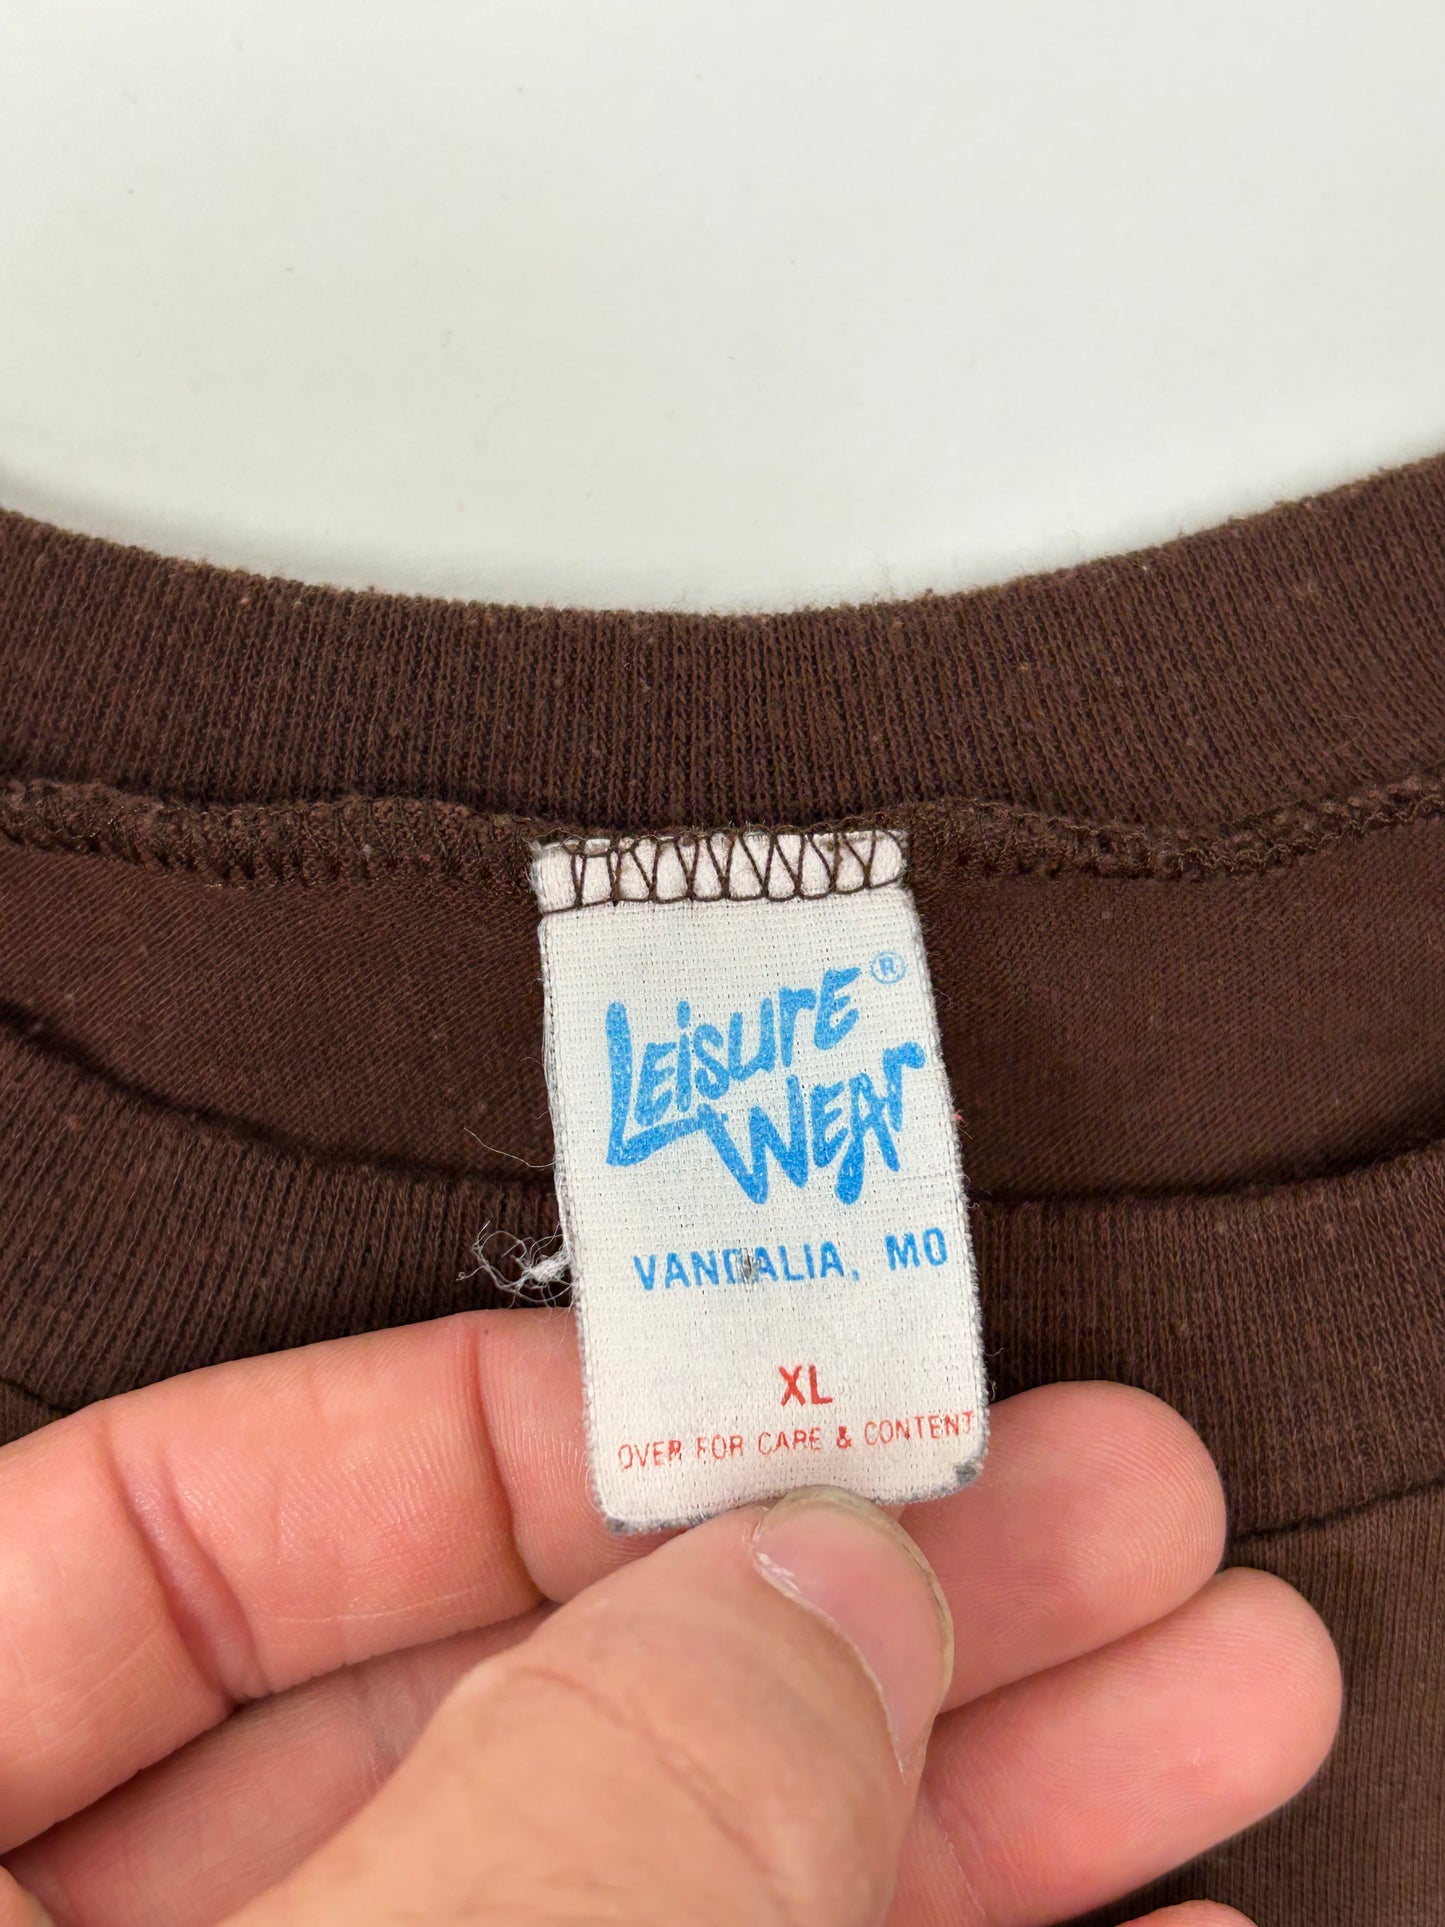 LEISURE ®
WEAR
VANDALIA, MO
XL
OVER FOR CARE & CONTENT